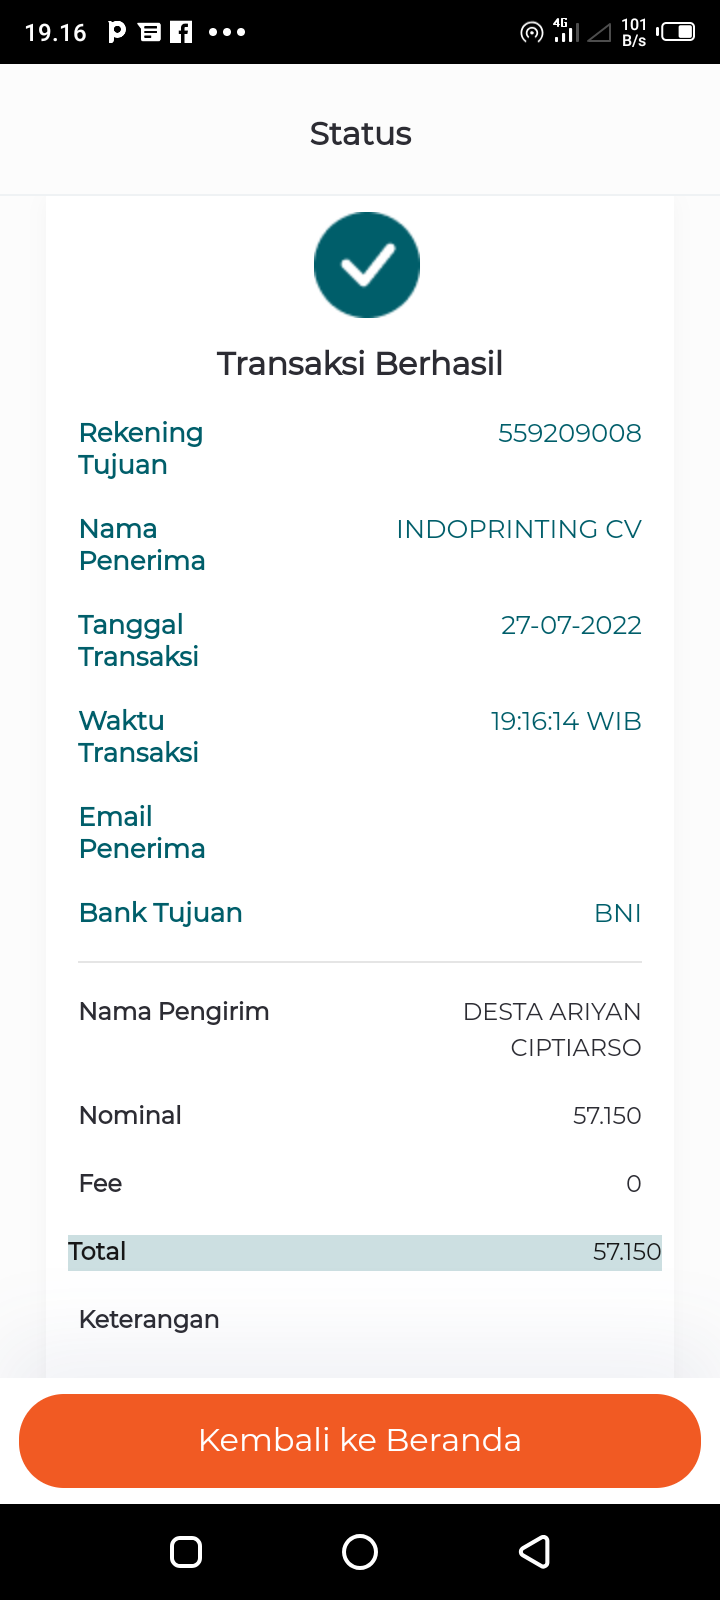 19.16
4G
101
B/s
Status
Transaksi Berhasil
Rekening
Tujuan
559209008
Nama
Penerima
INDOPRINTING CV
Tanggal
Transaksi
27-07-2022
Waktu
Transaksi
19:16:14 WIB
Email
Penerima
Bank Tujuan
BNI
Nama Pengirim
DESTA ARIYAN
CIPTIARSO
Nominal
57.150
Fee
0
Total
57.150
Keterangan
Kembali ke Beranda